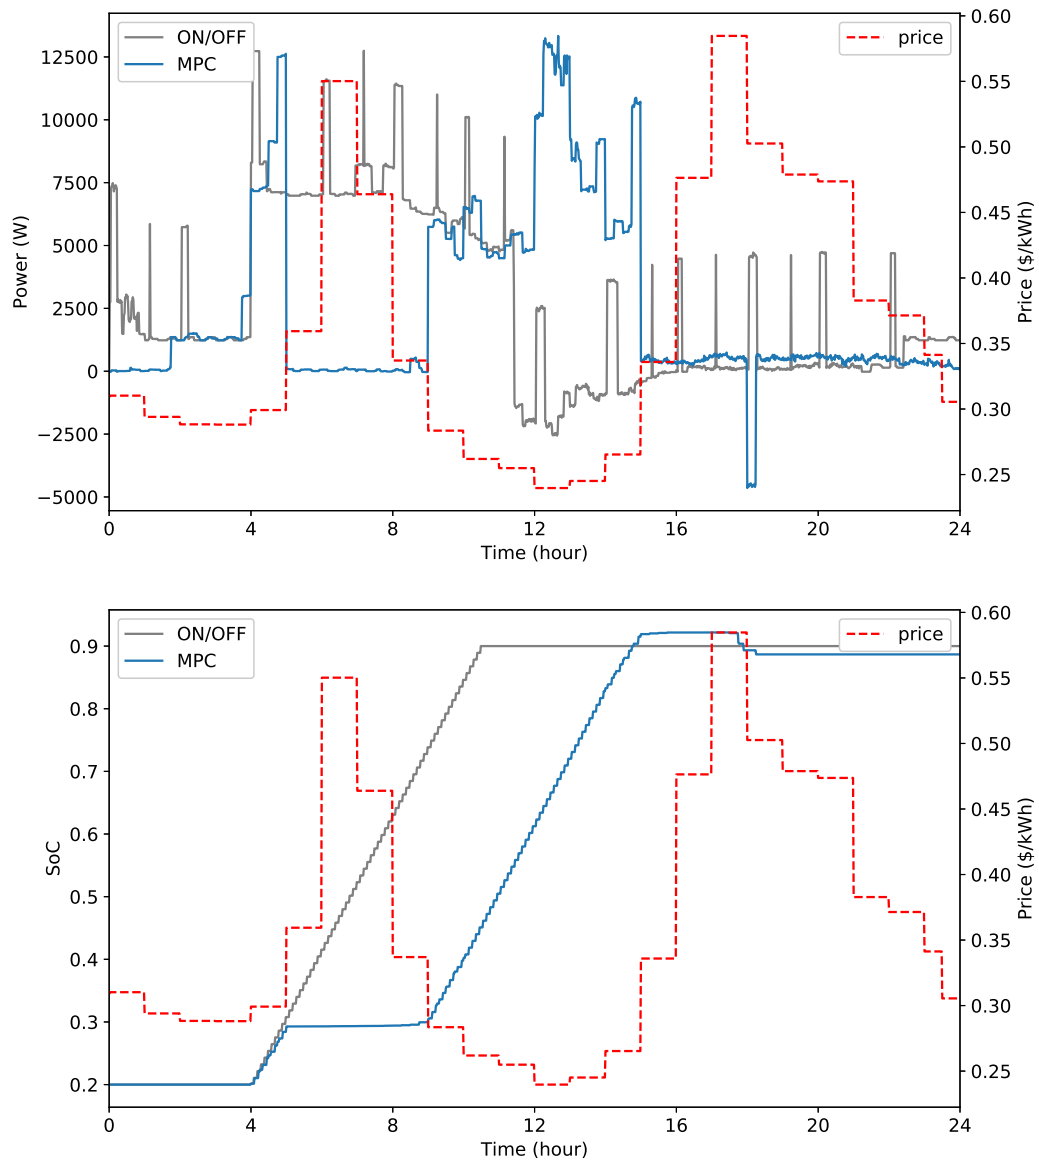 ON/OFF
MPC
price
12500
10000
7500
5000
2500
0
−2500
−5000
Power (W)
0.60
0.55
0.50
0.45
0.40
0.35
0.30
0.25
Price ($/kWh)
0 4 8 12 16 20 24
Time (hour)
ON/OFF
MPC
price
0.9
0.8
0.7
0.6
0.5
0.4
0.3
0.2
SoC
0.60
0.55
0.50
0.45
0.40
0.35
0.30
0.25
Price ($/kWh)
0 4 8 12 16 20 24
Time (hour)